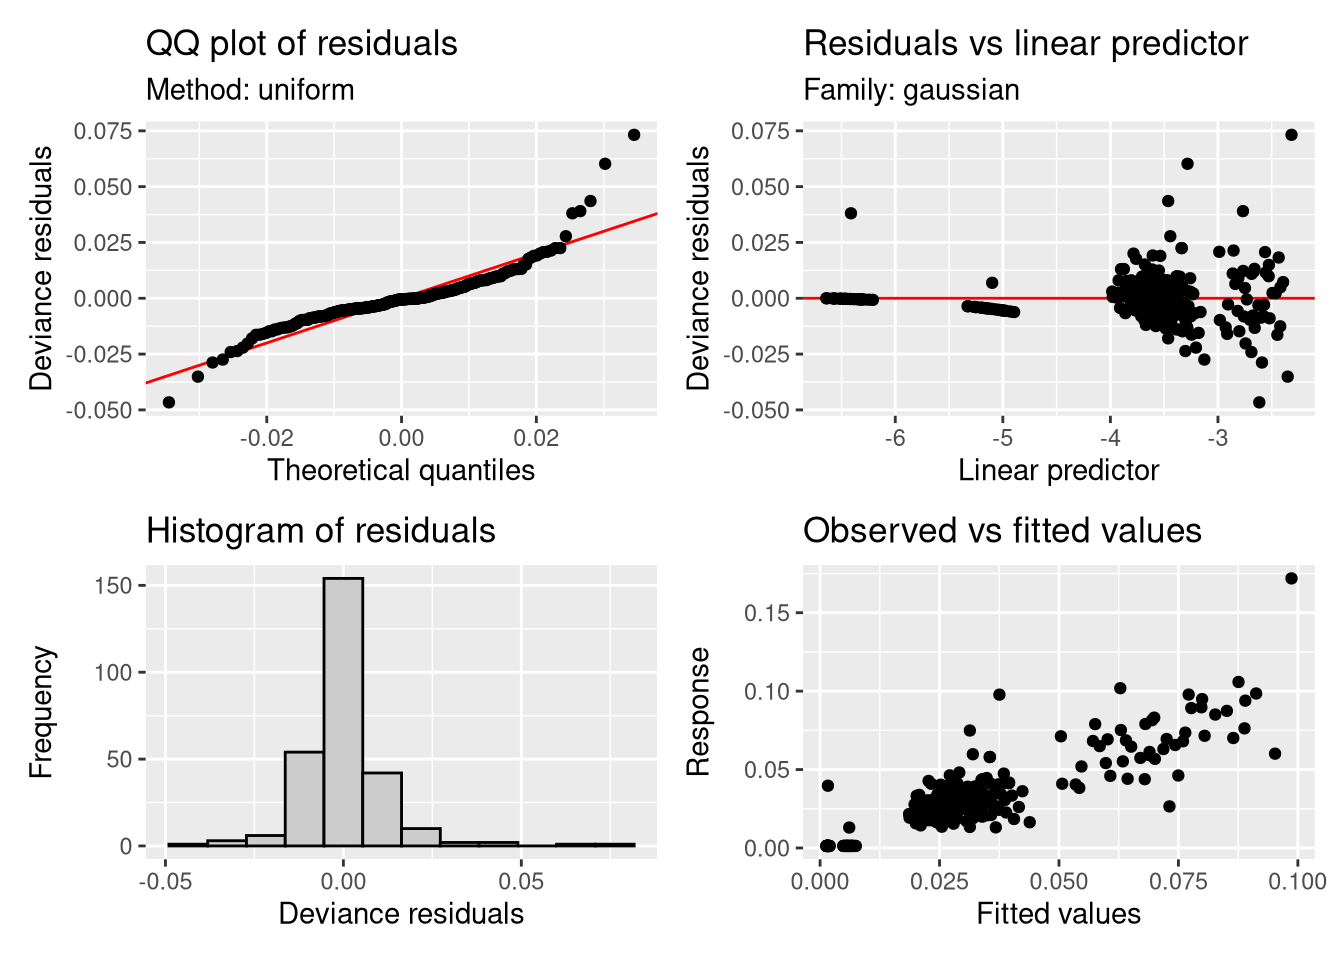 QQ plot of residuals
Method: uniform
Deviance residuals
0.075
0.050
0.025
0.000
-0.025
-0.050
-0.02
0.00
0.02
Theoretical quantiles
Residuals vs linear predictor
Family: gaussian
Deviance residuals
0.075
0.050
0.025
0.000
-0.025
-0.050
-6
-5
-4
-3
Linear predictor
Histogram of residuals
Frequency
150
100
50
0
-0.05
0.00
0.05
Deviance residuals
Observed vs fitted values
Response
0.15
0.10
0.05
0.00
0.000
0.025
0.050
0.075
0.100
Fitted values